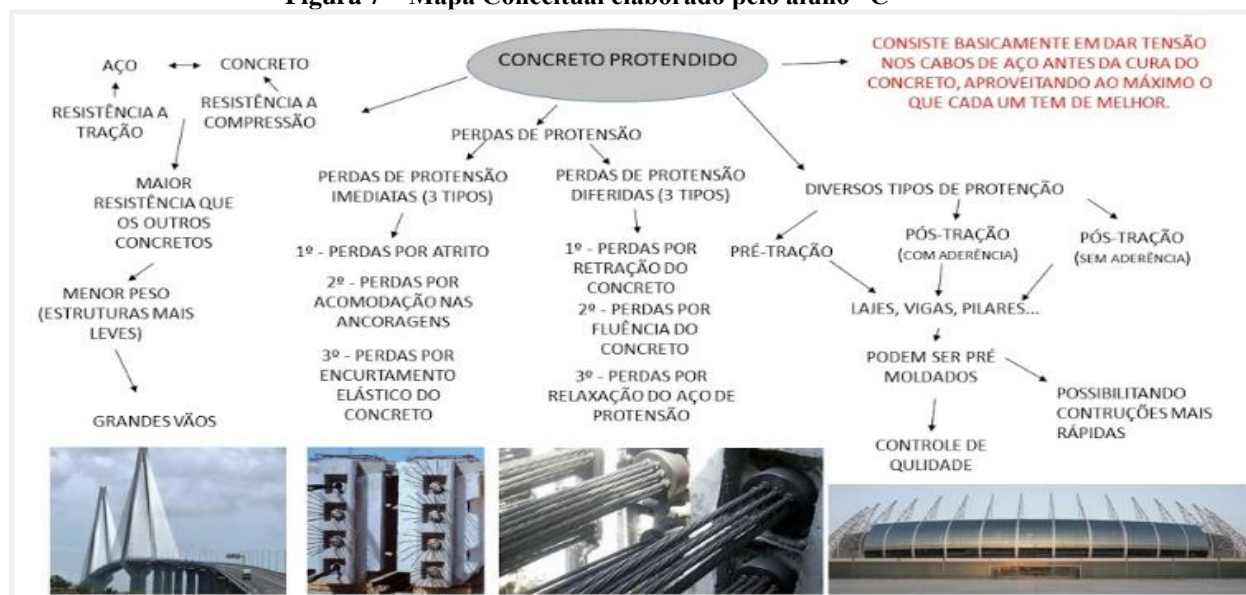 Figura 7 – Mapa Conceitual elaborado pelo aluno "C"
CONCRETO PROTENDIDO
CONSISTE BASICAMENTE EM DAR TENSÃO
NOS CABOS DE AÇO ANTES DA CURA DO
CONCRETO, APROVEITANDO AO MÁXIMO O
QUE CADA UM TEM DE MELHOR.
AÇO
CONCRETO
RESISTÊNCIA A
TRAÇÃO
RESISTÊNCIA A
COMPRESSÃO
MAIOR
RESISTÊNCIA QUE
OS OUTROS
CONCRETOS
MENOR PESO
(ESTRUTURAS MAIS
LEVES)
GRANDES VÃOS
PERDAS DE PROTENSÃO
PERDAS DE PROTENSÃO
IMEDIATAS (3 TIPOS)
1º - PERDAS POR ATRITO
2º - PERDAS POR
ACOMODAÇÃO NAS
ANCORAGENS
3º - PERDAS POR
ENCURTAMENTO
ELÁSTICO DO
CONCRETO
PERDAS DE PROTENSÃO
DIFERIDAS (3 TIPOS)
1º - PERDAS POR
RETRAÇÃO DO
CONCRETO
2º - PERDAS POR
FLUÊNCIA DO
CONCRETO
3º - PERDAS POR
RELAXAÇÃO DO AÇO DE
PROTENSÃO
DIVERSOS TIPOS DE PROTENÇÃO
PRÉ-TRAÇÃO
PÓS-TRAÇÃO
(COM ADERÊNCIA)
PÓS-TRAÇÃO
(SEM ADERÊNCIA)
LAJES, VIGAS, PILARES...
PODEM SER PRÉ
MOLDADOS
POSSIBILITANDO
CONTRUÇÕES MAIS
RÁPIDAS
CONTROLE DE
QULIDADE